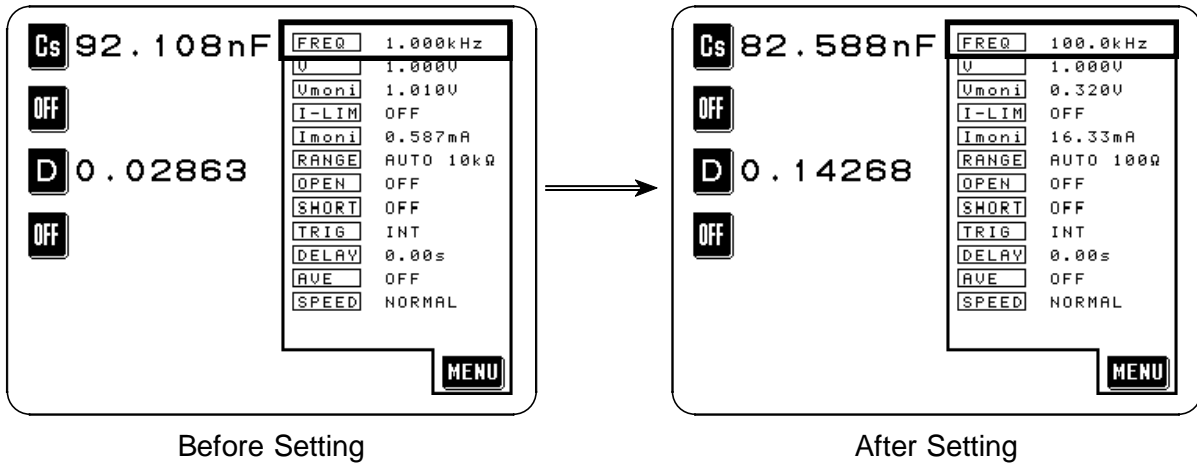 Cs 92.108nF
OFF
D 0.02863
OFF
FREQ 1.000kHz
V 1.000V
Vmoni 1.010V
I-LIM OFF
Imoni 0.587mA
RANGE AUTO 10kΩ
OPEN OFF
SHORT OFF
TRIG INT
DELAY 0.00s
AVE OFF
SPEED NORMAL
MENU
Before Setting
Cs 82.588nF
OFF
D 0.14268
OFF
FREQ 100.0kHz
V 1.000V
Vmoni 0.320V
I-LIM OFF
Imoni 16.33mA
RANGE AUTO 100Ω
OPEN OFF
SHORT OFF
TRIG INT
DELAY 0.00s
AVE OFF
SPEED NORMAL
MENU
After Setting